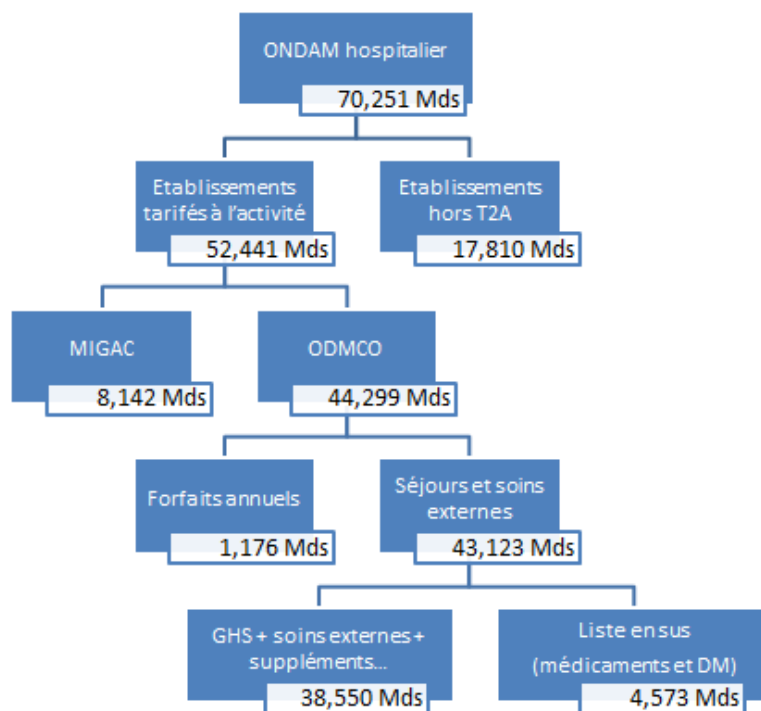 ONDAM hospitalier
70,251 Mds
Etablissements
tarifés à l'activité
52,441 Mds
Etablissements
hors T2A
17,810 Mds
MIGAC
8,142 Mds
ODMCO
44,299 Mds
Forfaits annuels
1,176 Mds
Séjours et soins
externes
43,123 Mds
GHS + soins externes +
suppléments...
38,550 Mds
Liste en sus
(médicaments et DM)
4,573 Mds